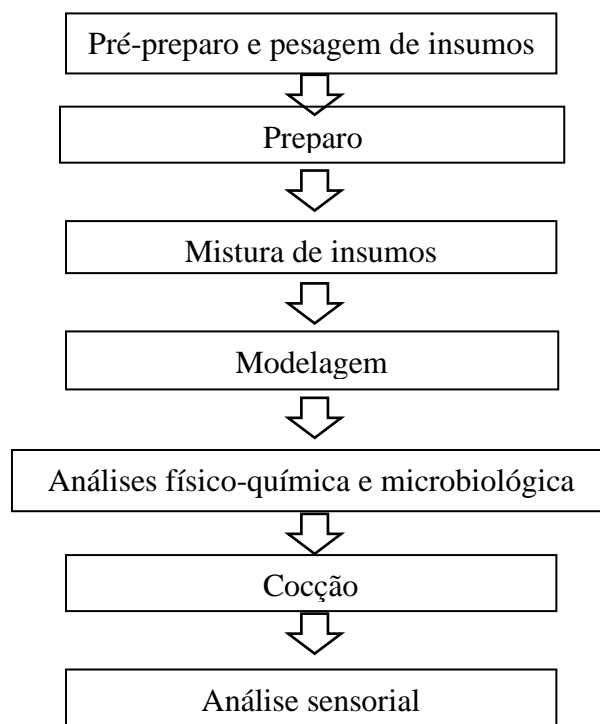 Pré-preparo e pesagem de insumos
Preparo
Mistura de insumos
Modelagem
Análises físico-química e microbiológica
Cocção
Análise sensorial